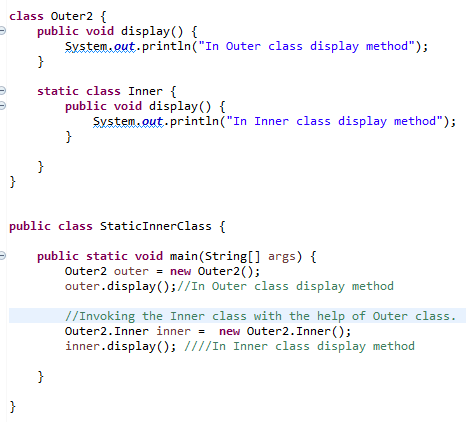 class Outer2 {
    public void display() {
        System.out.println("In Outer class display method");
    }
    static class Inner {
        public void display() {
            System.out.println("In Inner class display method");
        }
    }
}
public class StaticInnerClass {
    public static void main(String[] args) {
        Outer2 outer = new Outer2();
        outer.display();//In Outer class display method
        //Invoking the Inner class with the help of Outer class.
        Outer2.Inner inner =  new Outer2.Inner();
        inner.display(); ////In Inner class display method
    }
}